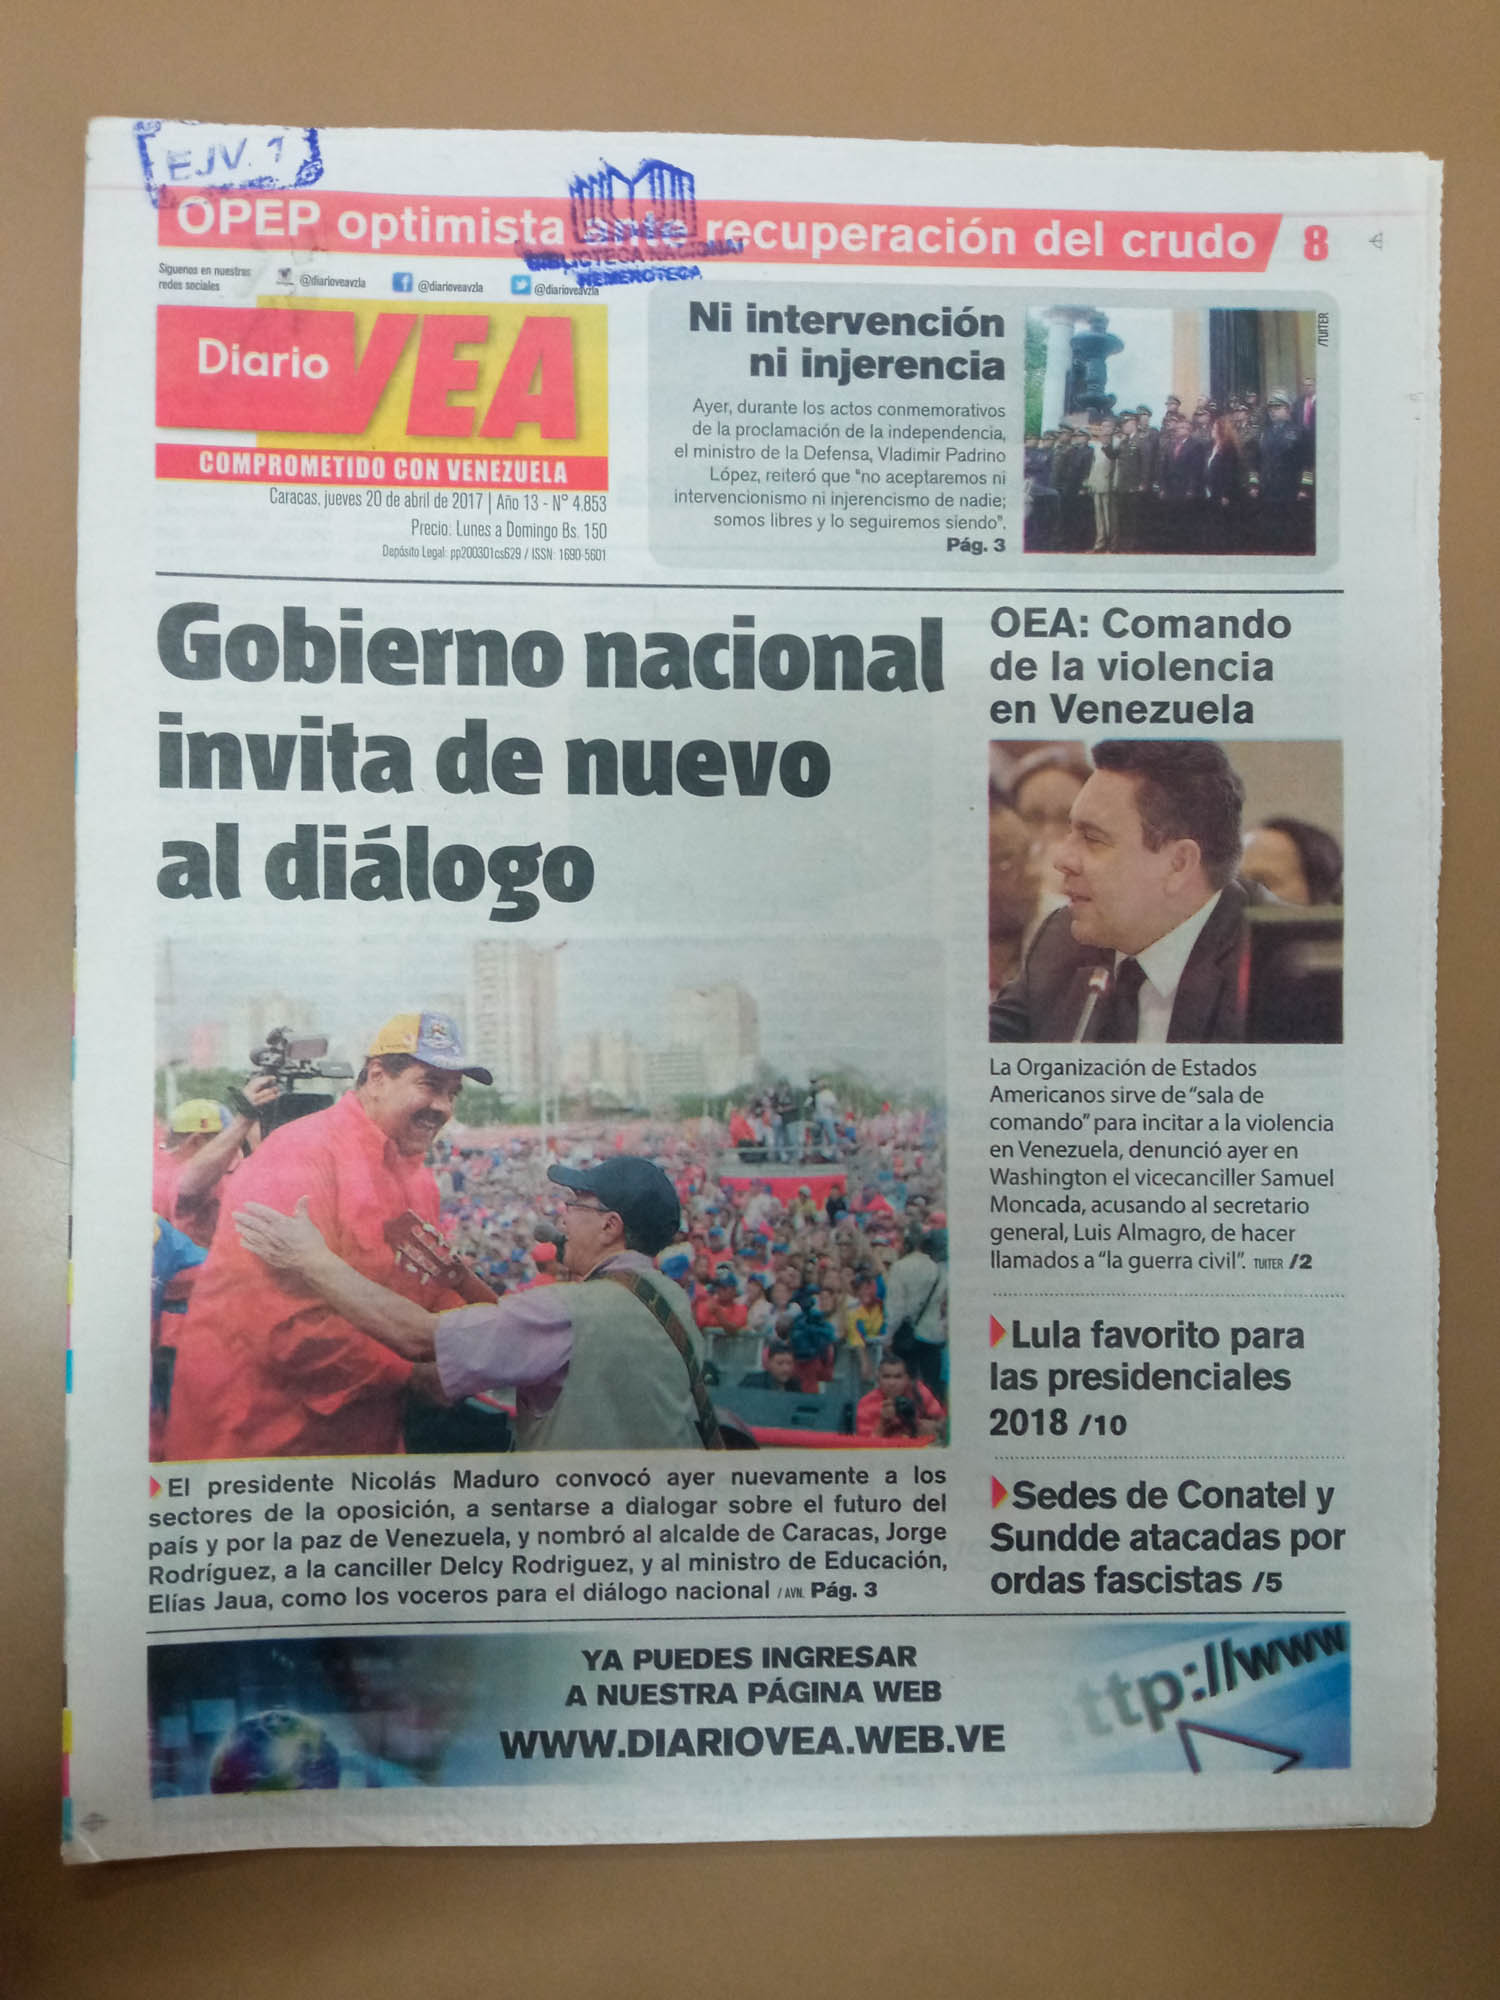 EJV. 1
OPEP optimista ante recuperación del crudo 8
BIBLIOTECA NACIONAL
HEMEROTECA
Siguenos en nuestras
redes sociales
@diarioveavzla
@diarioveavzla
@diarioveavzla
Diario VEA
COMPROMETIDO CON VENEZUELA
Caracas, jueves 20 de abril de 2017 | Año 13 - N° 4.853
Precio: Lunes a Domingo Bs. 150
Depósito Legal: pp200301cs629 / ISSN: 1690-5601
Ni intervención
ni injerencia
Ayer, durante los actos conmemorativos
de la proclamación de la independencia,
el ministro de la Defensa, Vladimir Padrino
López, reiteró que "no aceptaremos ni
intervencionismo ni injerencismo de nadie;
somos libres y lo seguiremos siendo".
Pág. 3
/TUITER
Gobierno nacional
invita de nuevo
al diálogo
El presidente Nicolás Maduro convocó ayer nuevamente a los
sectores de la oposición, a sentarse a dialogar sobre el futuro del
país y por la paz de Venezuela, y nombró al alcalde de Caracas, Jorge
Rodríguez, a la canciller Delcy Rodriguez, y al ministro de Educación,
Elías Jaua, como los voceros para el diálogo nacional /AVN. Pág. 3
OEA: Comando
de la violencia
en Venezuela
La Organización de Estados
Americanos sirve de "sala de
comando" para incitar a la violencia
en Venezuela, denunció ayer en
Washington el vicecanciller Samuel
Moncada, acusando al secretario
general, Luis Almagro, de hacer
llamados a "la guerra civil". TUITER /2
Lula favorito para
las presidenciales
2018 /10
Sedes de Conatel y
Sundde atacadas por
ordas fascistas /5
YA PUEDES INGRESAR
A NUESTRA PÁGINA WEB
WWW.DIARIOVEA.WEB.VE
http://www